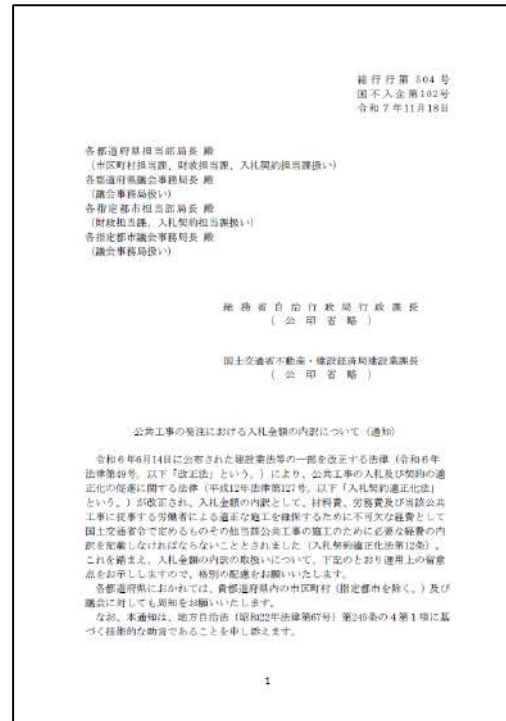 総行行第 504 号
国不入企第102号
令和７年11月18日
各都道府県担当部局長 殿
（市区町村担当課、財政担当課、入札契約担当課扱い）
各都道府県議会事務局長 殿
（議会事務局扱い）
各指定都市担当部局長 殿
（財政担当課、入札契約担当課扱い）
各指定都市議会事務局長 殿
（議会事務局扱い）
総務省自治行政局行政課長
（ 公 印 省 略 ）
国土交通省不動産・建設経済局建設業課長
（ 公 印 省 略 ）
公共工事の発注における入札金額の内訳について（通知）
令和６年6月14日に公布された建設業法等の一部を改正する法律（令和６年
法律第49号。以下「改正法」という。）により、公共工事の入札及び契約の適
正化の促進に関する法律（平成12年法律第127号。以下「入札契約適正化法」
という。）が改正され、入札金額の内訳として、材料費、労務費及び当該公共
工事に従事する労働者による適正な施工を確保するために不可欠な経費として
国土交通省令で定めるものその他当該公共工事の施工のために必要な経費の内
訳を記載しなければならないこととされました（入札契約適正化法第12条）。
これを踏まえ、入札金額の内訳の取扱いについて、下記のとおり運用上の留意
点をお示ししますので、格別の配慮をお願いいたします。
各都道府県におかれては、貴都道府県内の市区町村（指定都市を除く。）及び
議会に対しても周知をお願いいたします。
なお、本通知は、地方自治法（昭和22年法律第67号）第245条の４第１項に基
づく技術的な助言であることを申し添えます。
1